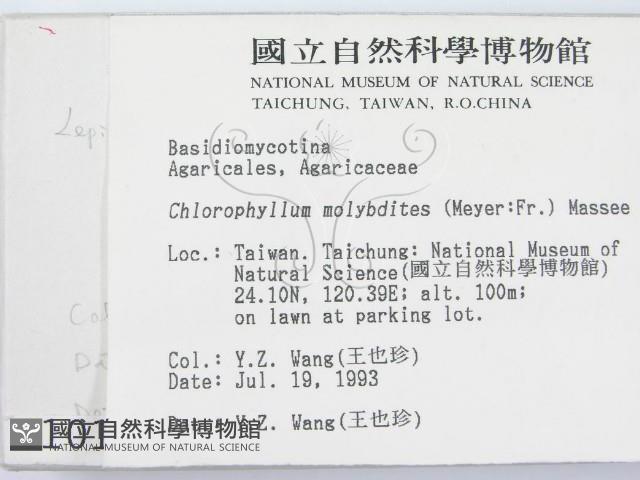 國立自然科學博物館
NATIONAL MUSEUM OF NATURAL SCIENCE
TAICHUNG, TAIWAN, R.O.CHINA
Lepi
Basidiomycotina
Agaricales, Agaricaceae
Chlorophyllum molybdites (Meyer:Fr.) Massee
Loc.: Taiwan. Taichung: National Museum of
Natural Science(國立自然科學博物館)
24.10N, 120.39E; alt. 100m;
on lawn at parking lot.
Col
Col.: Y.Z. Wang(王也珍)
Date: Jul. 19, 1993
Y.Z. Wang(王也珍)
101
國立自然科學博物館
NATIONAL MUSEUM OF NATURAL SCIENCE